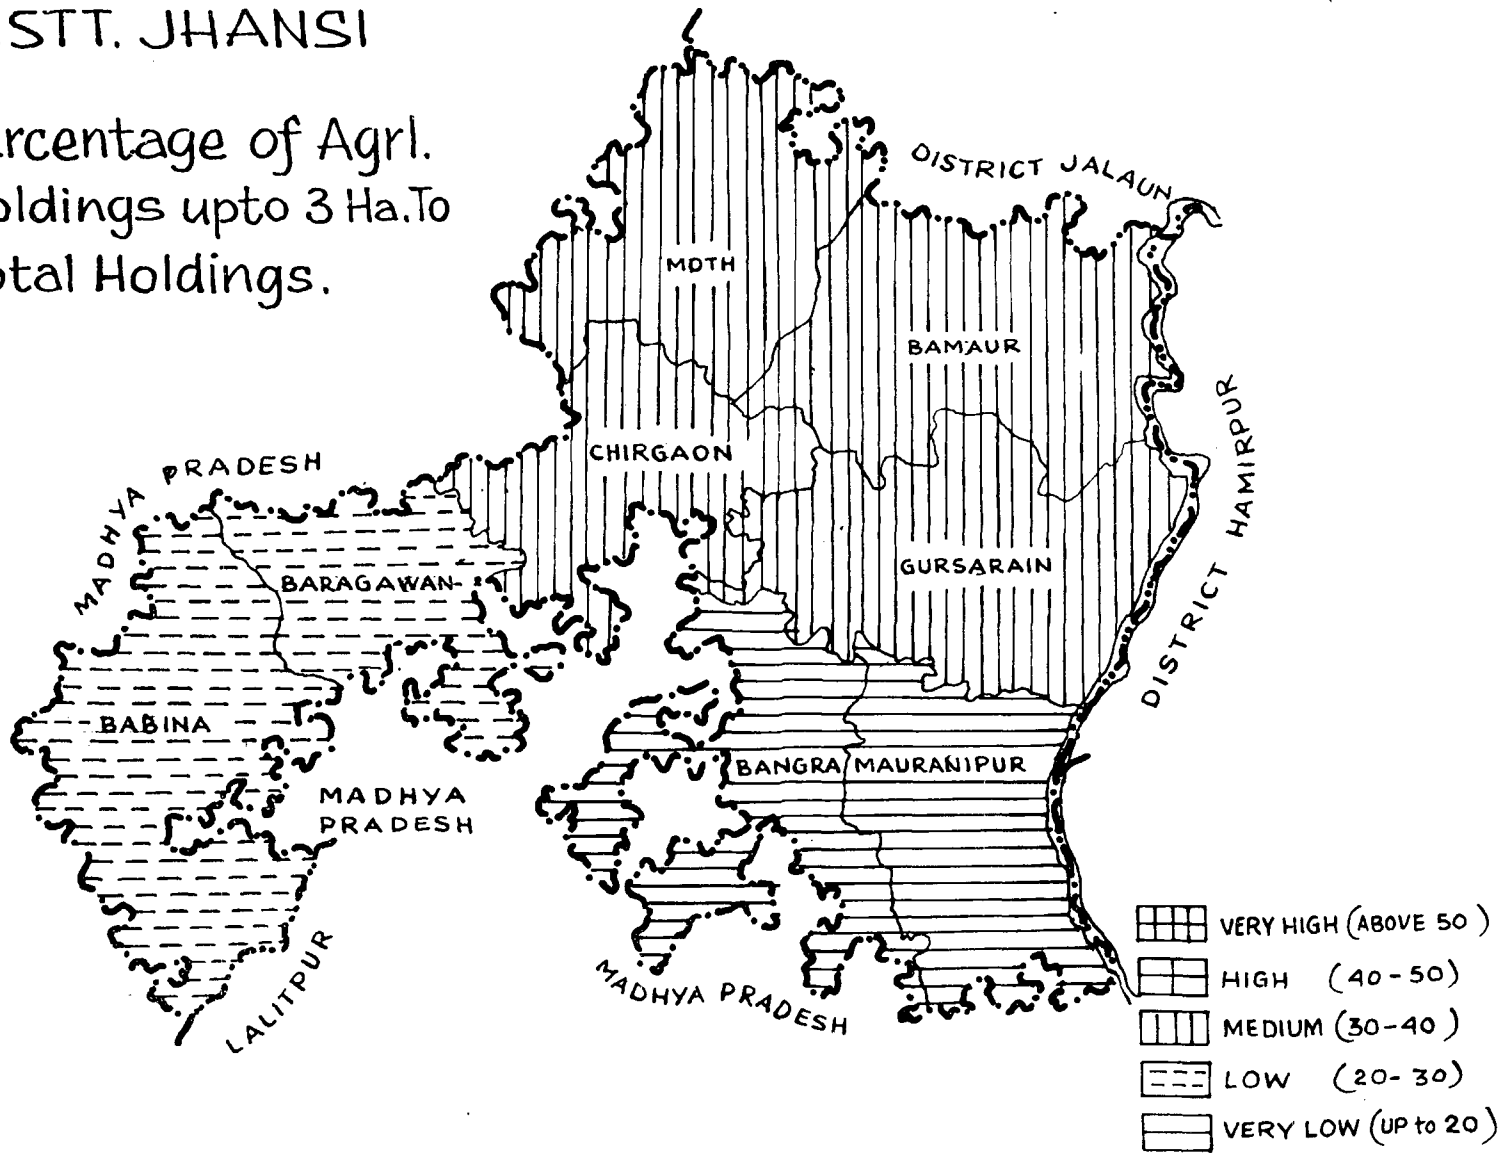 STT. JHANSI
rcentage of Agrl.
oldings upto 3 Ha.To
otal Holdings.
DISTRICT JALAUN
MOTH
BAMAUR
DISTRICT HAMIRPUR
CHIRGAON
MADHYA PRADESH
GURSARAIN
BARAGAWAN
BABINA
BANGRA
MAURANIPUR
MADHYA
PRADESH
LALITPUR
MADHYA PRADESH
VERY HIGH (ABOVE 50)
HIGH (40-50)
MEDIUM (30-40)
LOW (20-30)
VERY LOW (UP to 20)